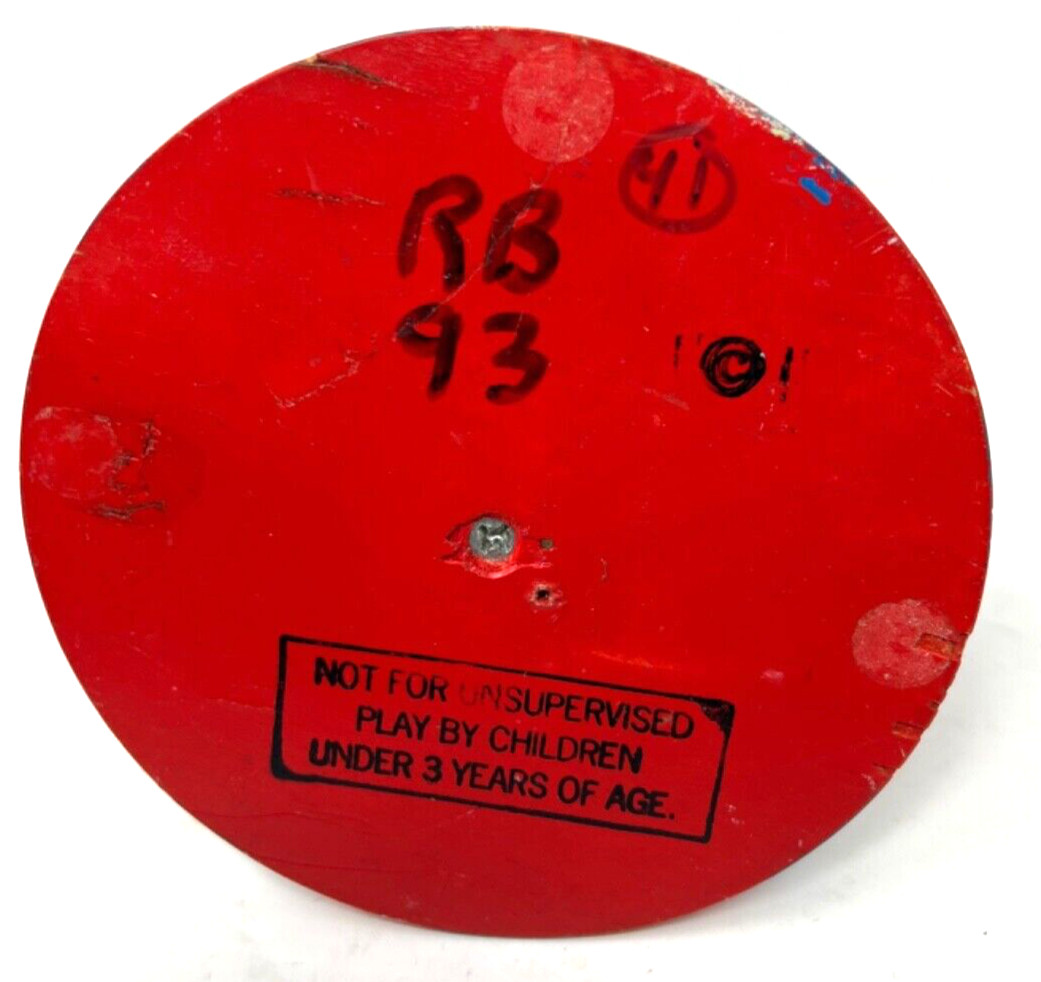 41
RB
93
©
NOT FOR UNSUPERVISED
PLAY BY CHILDREN
UNDER 3 YEARS OF AGE.